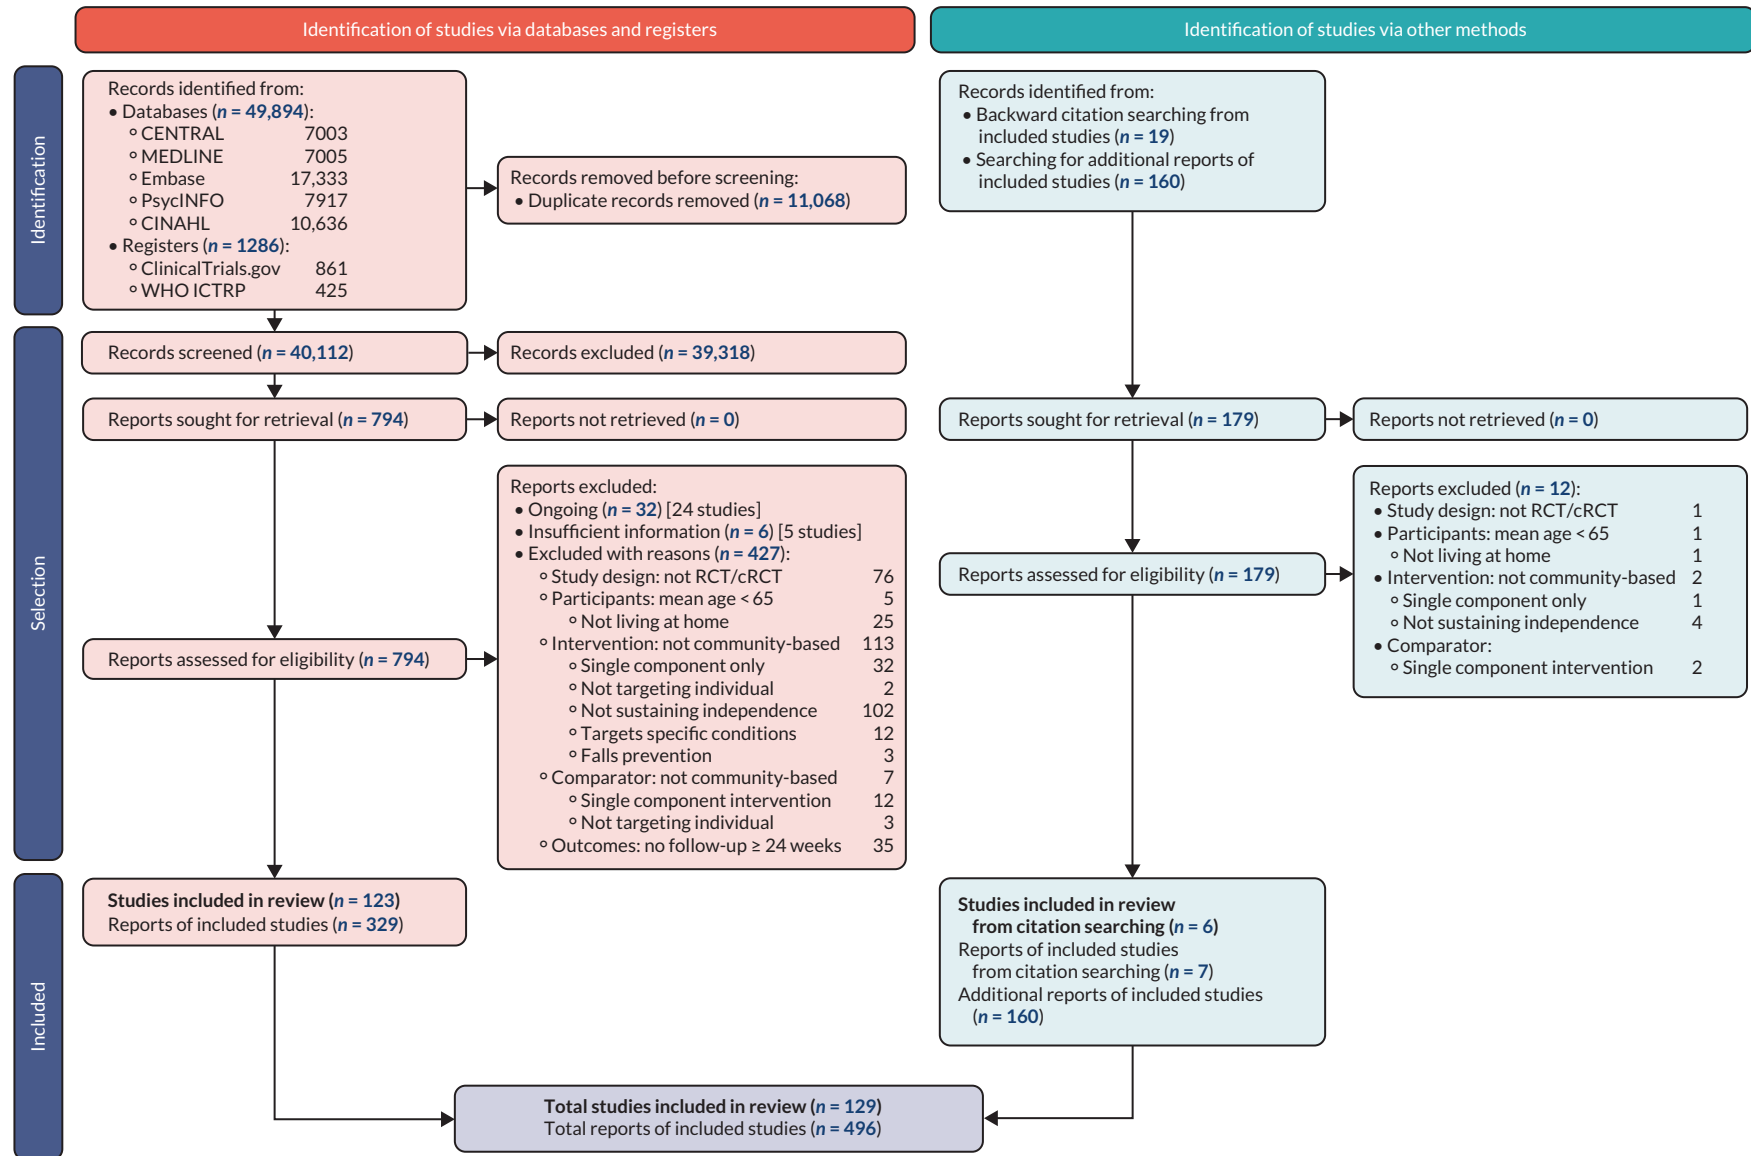 Identification of studies via databases and registers
Identification of studies via other methods
Identification
Records identified from:
• Databases (n = 49,894):
CENTRAL 7003
MEDLINE 7005
Embase 17,333
PsycINFO 7917
CINAHL 10,636
• Registers (n = 1286):
ClinicalTrials.gov 861
WHO ICTRP 425
Records removed before screening:
• Duplicate records removed (n = 11,068)
Records identified from:
• Backward citation searching from
included studies (n = 19)
• Searching for additional reports of
included studies (n = 160)
Selection
Records screened (n = 40,112)
Records excluded (n = 39,318)
Reports sought for retrieval (n = 794)
Reports not retrieved (n = 0)
Reports sought for retrieval (n = 179)
Reports not retrieved (n = 0)
Reports assessed for eligibility (n = 794)
Reports excluded:
• Ongoing (n = 32) [24 studies]
• Insufficient information (n = 6) [5 studies]
• Excluded with reasons (n = 427):
Study design: not RCT/cRCT 76
Participants: mean age < 65 5
Not living at home 25
Intervention: not community-based 113
Single component only 32
Not targeting individual 2
Not sustaining independence 102
Targets specific conditions 12
Falls prevention 3
Comparator: not community-based 7
Single component intervention 12
Not targeting individual 3
Outcomes: no follow-up ≥ 24 weeks 35
Reports assessed for eligibility (n = 179)
Reports excluded (n = 12):
• Study design: not RCT/cRCT 1
• Participants: mean age < 65 1
Not living at home 1
• Intervention: not community-based 2
Single component only 1
Not sustaining independence 4
• Comparator:
Single component intervention 2
Included
Studies included in review (n = 123)
Reports of included studies (n = 329)
Studies included in review
from citation searching (n = 6)
Reports of included studies
from citation searching (n = 7)
Additional reports of included studies
(n = 160)
Total studies included in review (n = 129)
Total reports of included studies (n = 496)